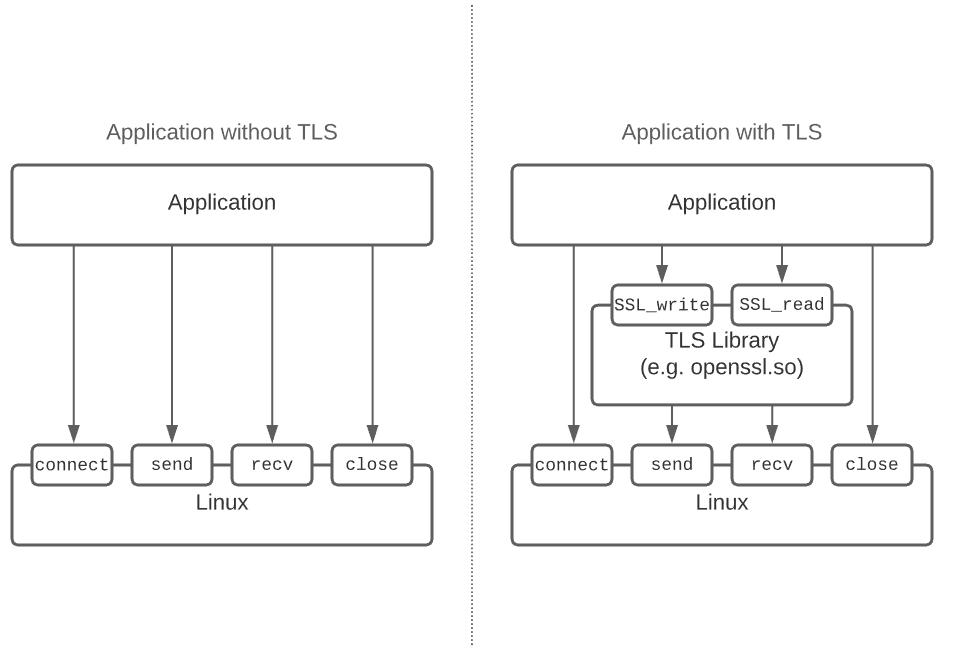 Application without TLS
Application
connect
send
recv
close
Linux
Application with TLS
Application
SSL_write
SSL_read
TLS Library
(e.g. openssl.so)
connect
send
recv
close
Linux